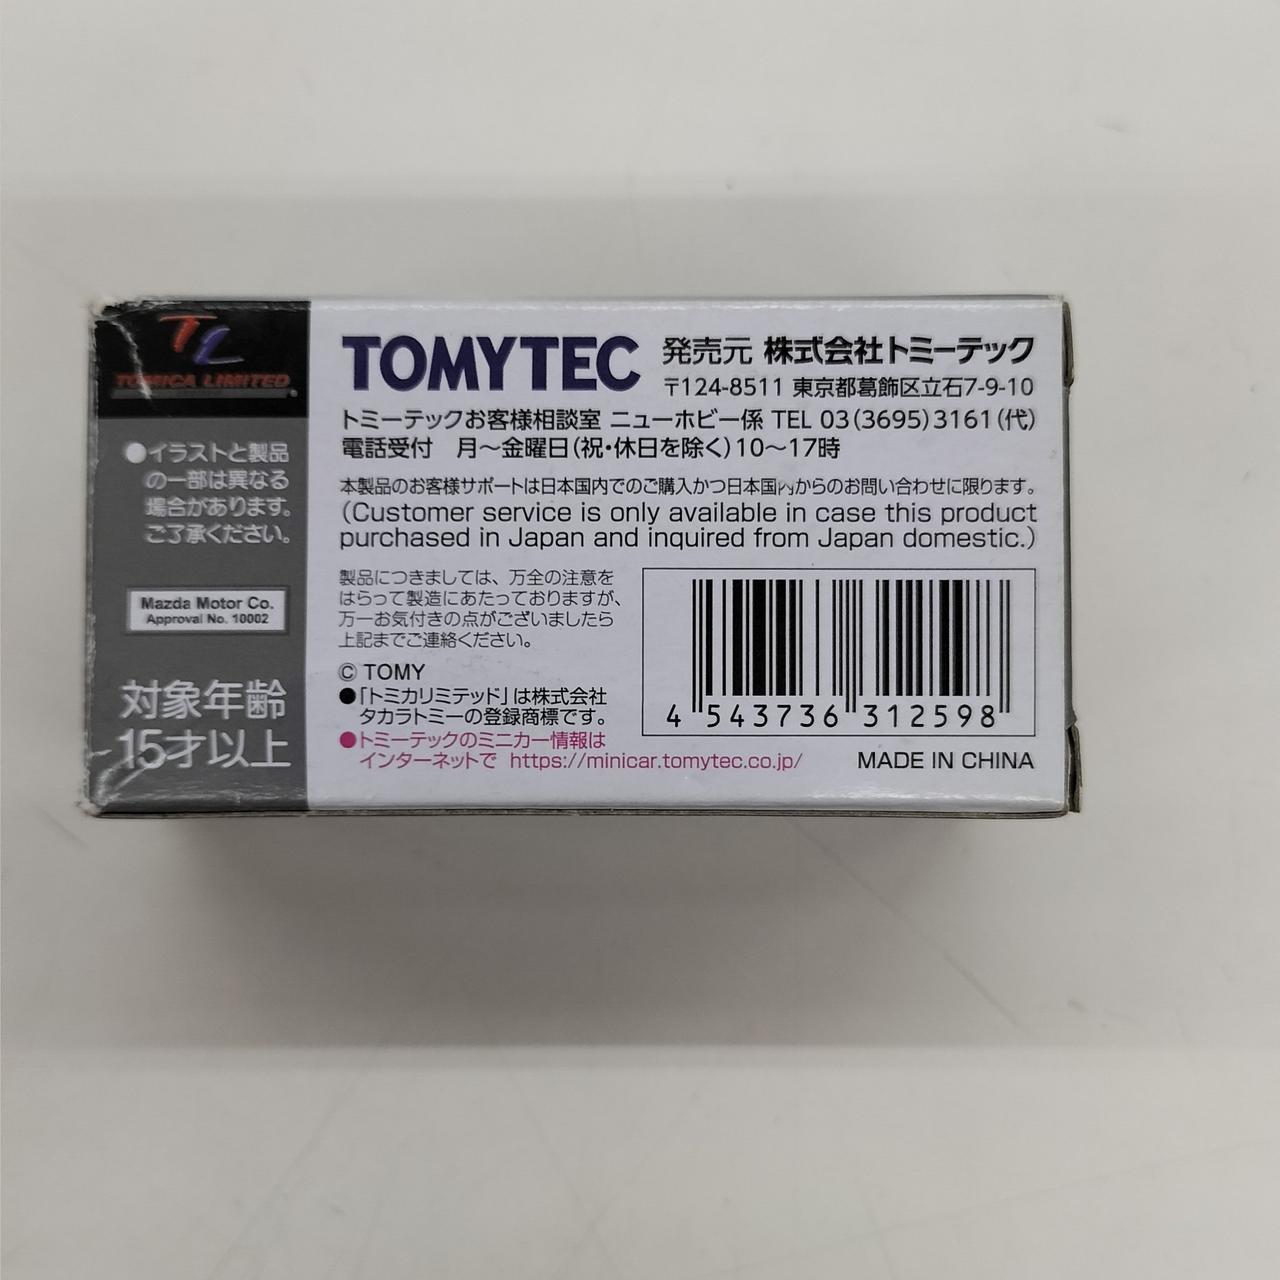 TL
TOMICA LIMITED
●イラストと製品
の一部は異なる
場合があります。
ご了承ください。
Mazda Motor Co.
Approval No. 10002
対象年齢
15才以上
TOMYTEC 発売元 株式会社トミーテック
〒124-8511 東京都葛飾区立石7-9-10
トミーテックお客様相談室 ニューホビー係 TEL 03(3695)3161(代)
電話受付 月〜金曜日(祝・休日を除く)10〜17時
本製品のお客様サポートは日本国内でのご購入かつ日本国内からのお問い合わせに限ります。
(Customer service is only available in case this product
purchased in Japan and inquired from Japan domestic.)
製品につきましては、万全の注意を
はらって製造にあたっておりますが、
万一お気付きの点がございましたら
上記までご連絡ください。
© TOMY
●「トミカリミテッド」は株式会社
タカラトミーの登録商標です。
●トミーテックのミニカー情報は
インターネットで https://minicar.tomytec.co.jp/
4 543736 312598
MADE IN CHINA